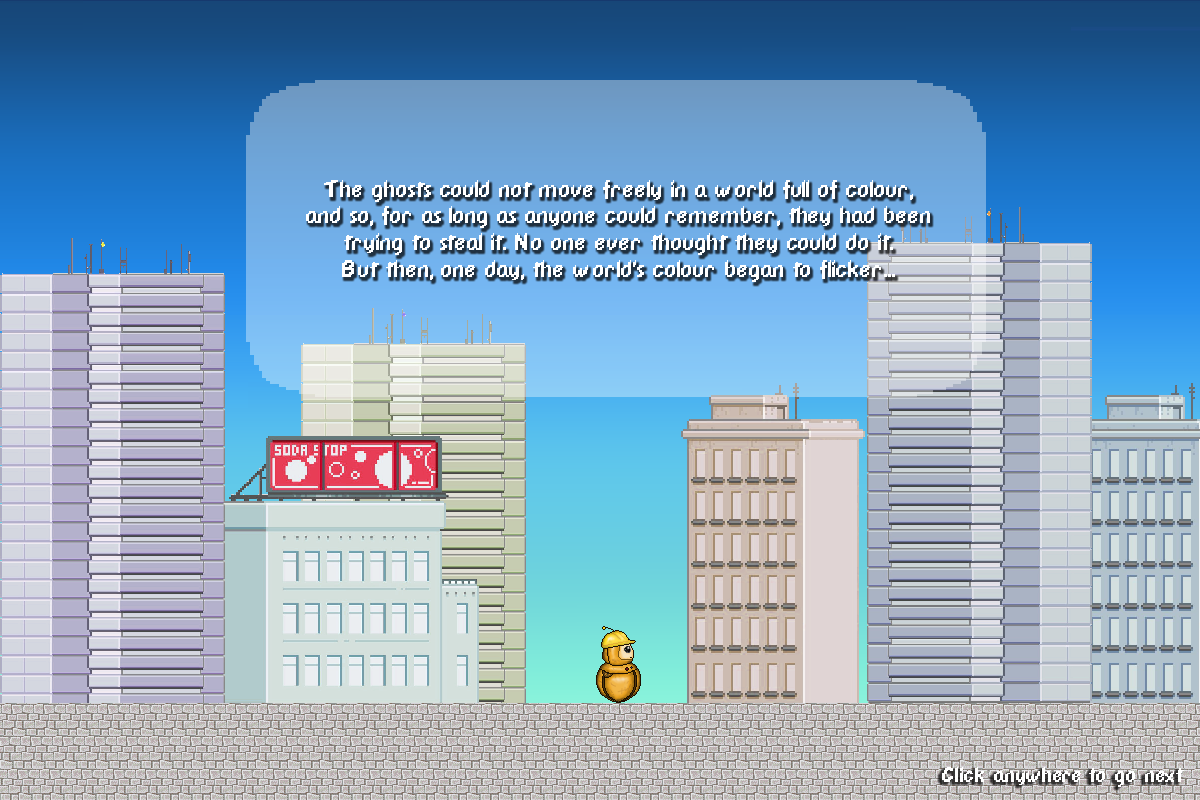 The ghosts could not move freely in a world full of colour,
and so, for as long as anyone could remember, they had been
trying to steal it. No one ever thought they could do it.
But then, one day, the world's colour began to flicker...
SODA STOP
Click anywhere to go next